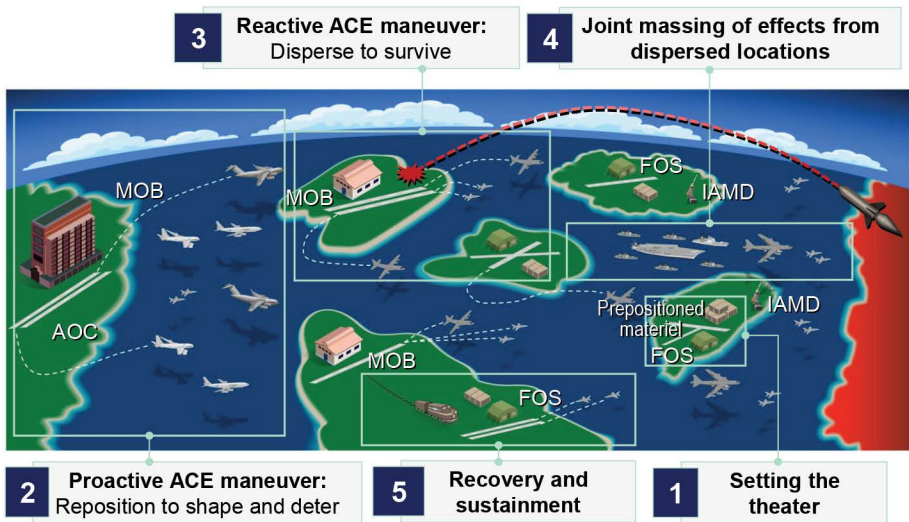 3
Reactive ACE maneuver:
Disperse to survive
4
Joint massing of effects from
dispersed locations
MOB
AOC
MOB
FOS
IAMD
Prepositioned
materiel
FOS
IAMD
MOB
FOS
2
Proactive ACE maneuver:
Reposition to shape and deter
5
Recovery and
sustainment
1
Setting the
theater